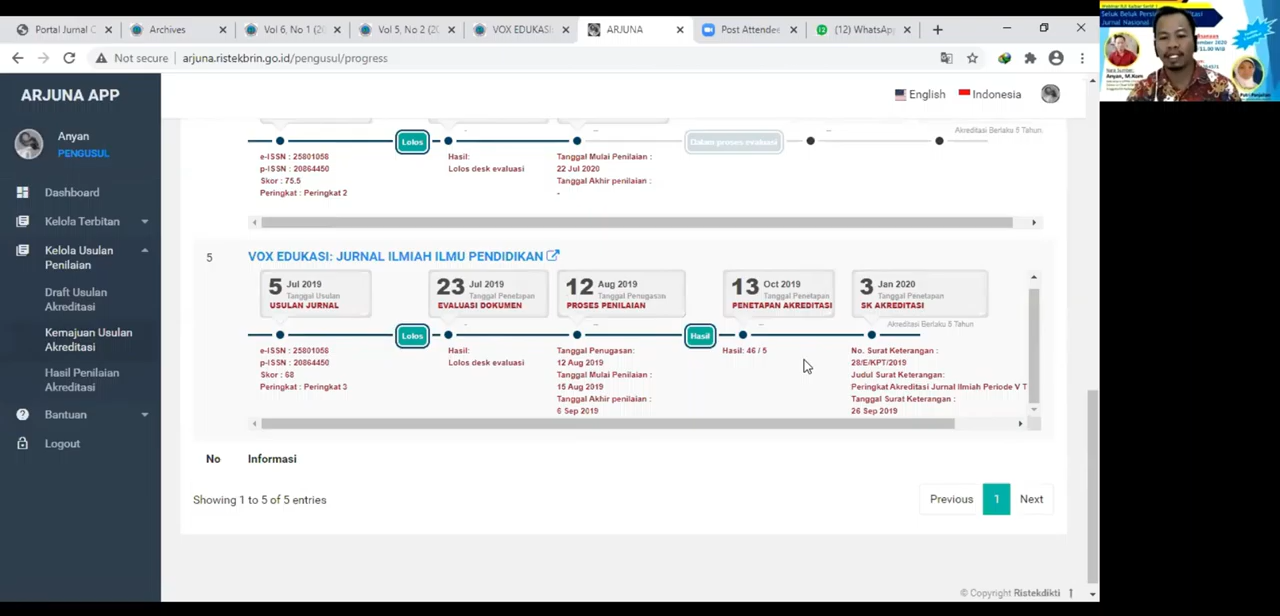 Portal Jurnal C
Archives
Vol 6, No 1 (20
Vol 5, No 2 (20
VOX EDUKASI:
ARJUNA
Post Attendee
(12) WhatsApp
Not secure
arjuna.ristekbrin.go.id/pengusul/progress
ARJUNA APP
Anyan
PENGUSUL
Dashboard
Kelola Terbitan
Kelola Usulan
Penilaian
Draft Usulan
Akreditasi
Kemajuan Usulan
Akreditasi
Hasil Penilaian
Akreditasi
Bantuan
Logout
English
Indonesia
Akreditasi Berlaku 5 Tahun
Lolos
Dalam proses evaluasi
e-ISSN : 25801058
p-ISSN : 20864450
Skor : 75.5
Peringkat : Peringkat 2
Hasil:
Lolos desk evaluasi
Tanggal Mulai Penilaian :
22 Jul 2020
Tanggal Akhir penilaian :
-
5
VOX EDUKASI: JURNAL ILMIAH ILMU PENDIDIKAN
5 Jul 2019
Tanggal Usulan
USULAN JURNAL
23 Jul 2019
Tanggal Penetapan
EVALUASI DOKUMEN
12 Aug 2019
Tanggal Penugasan
PROSES PENILAIAN
13 Oct 2019
Tanggal Penetapan
PENETAPAN AKREDITASI
3 Jan 2020
Tanggal Penetapan
SK AKREDITASI
Akreditasi Berlaku 5 Tahun
Lolos
Hasil
e-ISSN : 25801058
p-ISSN : 20864450
Skor : 68
Peringkat : Peringkat 3
Hasil:
Lolos desk evaluasi
Tanggal Penugasan:
12 Aug 2019
Tanggal Mulai Penilaian :
15 Aug 2019
Tanggal Akhir penilaian :
6 Sep 2019
Hasil: 46 / 5
No. Surat Keterangan :
28/E/KPT/2019
Judul Surat Keterangan:
Peringkat Akreditasi Jurnal Ilmiah Periode V T
Tanggal Surat Keterangan :
26 Sep 2019
No
Informasi
Showing 1 to 5 of 5 entries
Previous
1
Next
© Copyright Ristekdikti
Anyan, M.Kom